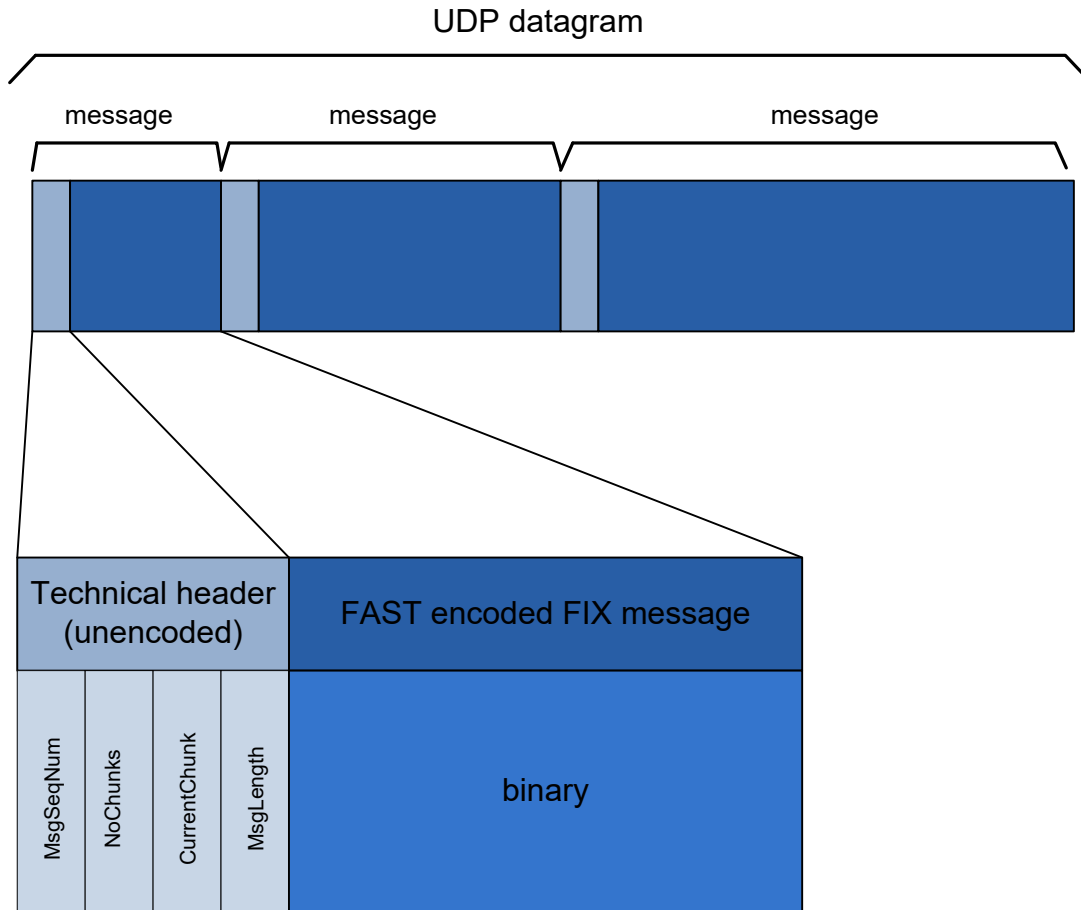 UDP datagram
message
message
message
Technical header
(unencoded)
FAST encoded FIX message
MsgSeqNum
NoChunks
CurrentChunk
MsgLength
binary